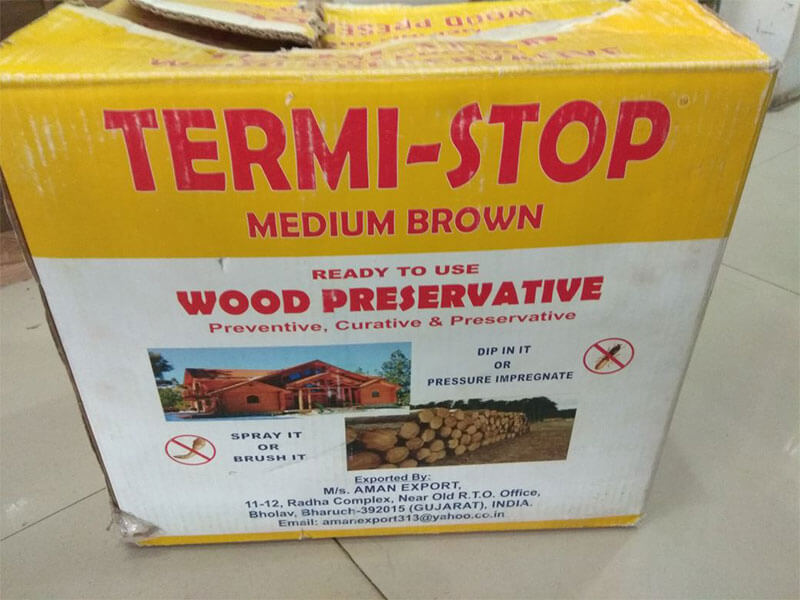 WOOD PRESE
TERMI-STOP
MEDIUM BROWN
READY TO USE
WOOD PRESERVATIVE
Preventive, Curative & Preservative
DIP IN IT
OR
PRESSURE IMPREGNATE
SPRAY IT
OR
BRUSH IT
Exported By:
M/s. AMAN EXPORT,
11-12, Radha Complex, Near Old R.T.O. Office,
Bholav, Bharuch-392015 (GUJARAT), INDIA.
Email: amanexport313@yahoo.co.in